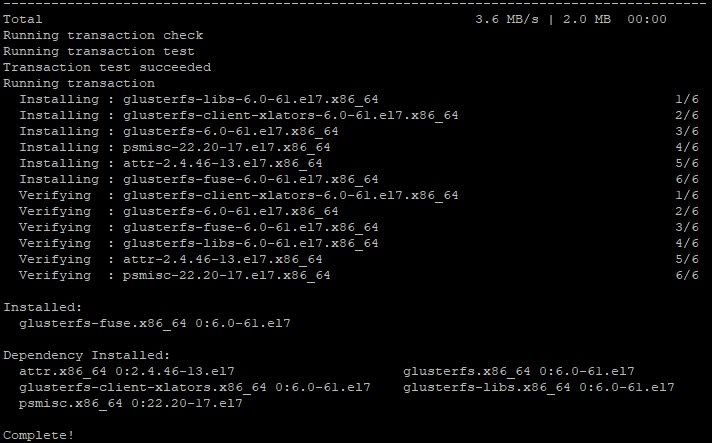 --------------------------------------------------------------------------------
Total                                                      3.6 MB/s | 2.0 MB  00:00
Running transaction check
Running transaction test
Transaction test succeeded
Running transaction
  Installing : glusterfs-libs-6.0-61.el7.x86_64                                     1/6
  Installing : glusterfs-client-xlators-6.0-61.el7.x86_64                           2/6
  Installing : glusterfs-6.0-61.el7.x86_64                                          3/6
  Installing : psmisc-22.20-17.el7.x86_64                                           4/6
  Installing : attr-2.4.46-13.el7.x86_64                                            5/6
  Installing : glusterfs-fuse-6.0-61.el7.x86_64                                     6/6
  Verifying  : glusterfs-client-xlators-6.0-61.el7.x86_64                           1/6
  Verifying  : glusterfs-6.0-61.el7.x86_64                                          2/6
  Verifying  : glusterfs-fuse-6.0-61.el7.x86_64                                     3/6
  Verifying  : glusterfs-libs-6.0-61.el7.x86_64                                     4/6
  Verifying  : attr-2.4.46-13.el7.x86_64                                            5/6
  Verifying  : psmisc-22.20-17.el7.x86_64                                           6/6

Installed:
  glusterfs-fuse.x86_64 0:6.0-61.el7

Dependency Installed:
  attr.x86_64 0:2.4.46-13.el7                     glusterfs.x86_64 0:6.0-61.el7
  glusterfs-client-xlators.x86_64 0:6.0-61.el7    glusterfs-libs.x86_64 0:6.0-61.el7
  psmisc.x86_64 0:22.20-17.el7

Complete!